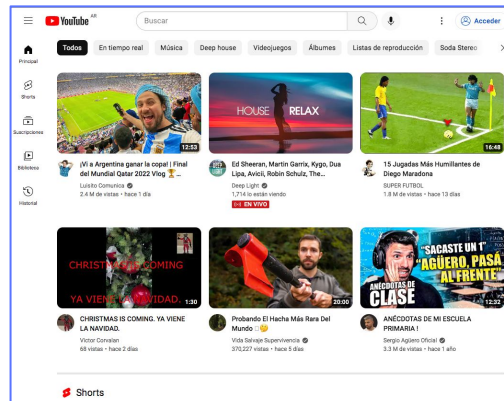 YouTube AR
Buscar
Acceder
Todos
En tiempo real
Música
Deep house
Videojuegos
Álbumes
Listas de reproducción
Soda Stereo
Principal
Shorts
Suscripciones
Biblioteca
Historial
12:53
¡Vi a Argentina ganar la copa! | Final
del Mundial Qatar 2022 Vlog 🏆...
Luisito Comunica
2.4 M de vistas • hace 1 día
HOUSE RELAX
Ed Sheeran, Martin Garrix, Kygo, Dua
Lipa, Avicii, Robin Schulz, The...
Deep Light
1,714 lo están viendo
EN VIVO
16:48
15 Jugadas Más Humillantes de
Diego Maradona
SUPER FUTBOL
1.8 M de vistas • hace 13 días
CHRISTMAS IS COMING
YA VIENE LA NAVIDAD.
1:30
CHRISTMAS IS COMING. YA VIENE
LA NAVIDAD.
Victor Corvalan
68 vistas • hace 2 días
20:00
Probando El Hacha Más Rara Del
Mundo
Vida Salvaje Supervivencia
370,227 vistas • hace 5 días
"SACASTE UN 1"
"AGÜERO, PASÁ
AL FRENTE"
ANÉCDOTAS DE
CLASE
12:32
ANÉCDOTAS DE MI ESCUELA
PRIMARIA !
Sergio Agüero Oficial
3.3 M de vistas • hace 1 año
Shorts